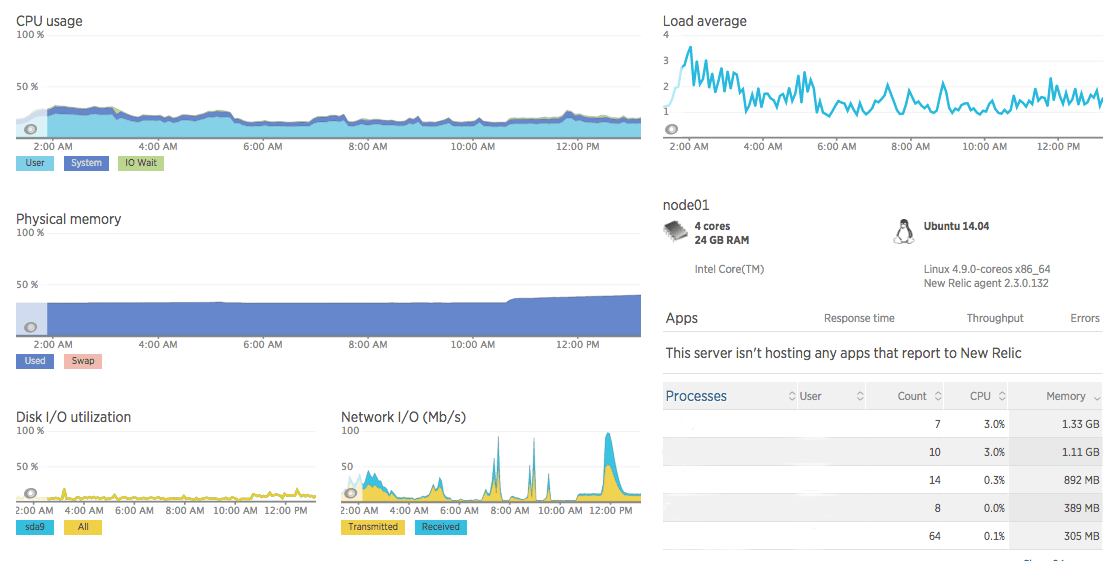 CPU usage
100 %
50 %
2:00 AM 4:00 AM 6:00 AM 8:00 AM 10:00 AM 12:00 PM
User System IO Wait
Load average
4
3
2
1
2:00 AM 4:00 AM 6:00 AM 8:00 AM 10:00 AM 12:00 PM
Physical memory
100 %
50 %
2:00 AM 4:00 AM 6:00 AM 8:00 AM 10:00 AM 12:00 PM
Used Swap
node01
4 cores
24 GB RAM
Intel Core(TM)
Ubuntu 14.04
Linux 4.9.0-coreos x86_64
New Relic agent 2.3.0.132
Apps Response time Throughput Errors
This server isn't hosting any apps that report to New Relic
Processes User Count CPU Memory
7 3.0% 1.33 GB
10 3.0% 1.11 GB
14 0.3% 892 MB
8 0.0% 389 MB
64 0.1% 305 MB
Disk I/O utilization
100 %
50 %
2:00 AM 4:00 AM 6:00 AM 8:00 AM 10:00 AM 12:00 PM
sda9 All
Network I/O (Mb/s)
100
50
2:00 AM 4:00 AM 6:00 AM 8:00 AM 10:00 AM 12:00 PM
Transmitted Received